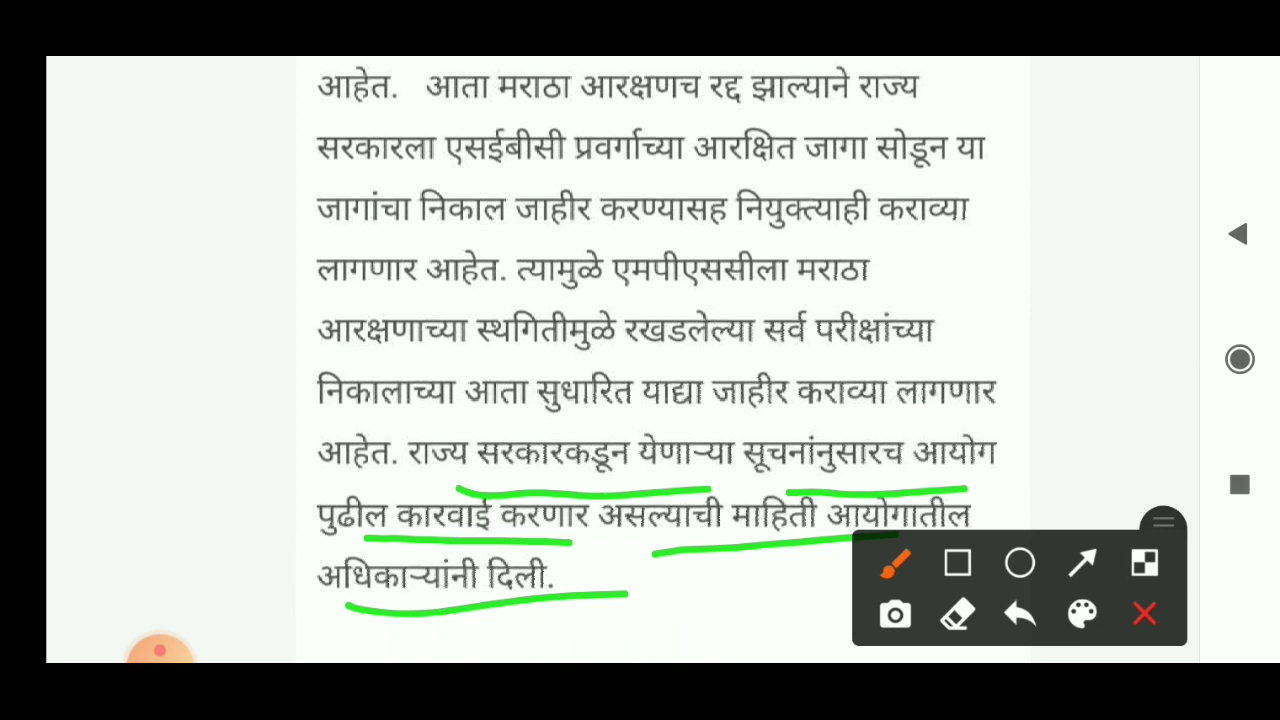 आहेत. आता मराठा आरक्षणच रद्द झाल्याने राज्य
सरकारला एसईबीसी प्रवर्गाच्या आरक्षित जागा सोडून या
जागांचा निकाल जाहीर करण्यासह नियुक्त्याही कराव्या
लागणार आहेत. त्यामुळे एमपीएससीला मराठा
आरक्षणाच्या स्थगितीमुळे रखडलेल्या सर्व परीक्षांच्या
निकालाच्या आता सुधारित याद्या जाहीर कराव्या लागणार
आहेत. राज्य सरकारकडून येणाऱ्या सूचनांनुसारच आयोग
पुढील कारवाई करणार असल्याची माहिती आयोगातील
अधिकाऱ्यांनी दिली.